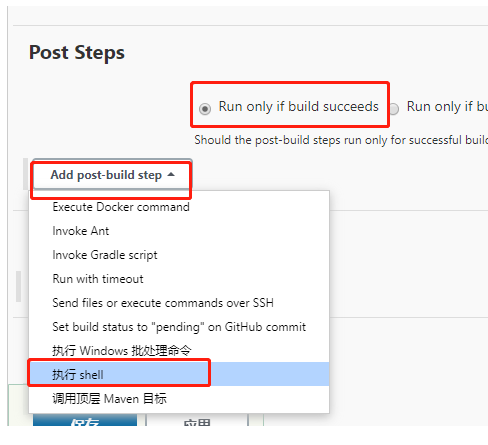 Post Steps
Run only if build succeeds Run only if bu
Should the post-build steps run only for successful build
Add post-build step
Execute Docker command
Invoke Ant
Invoke Gradle script
Run with timeout
Send files or execute commands over SSH
Set build status to "pending" on GitHub commit
执行 Windows 批处理命令
执行 shell
调用顶层 Maven 目标
保存 应用